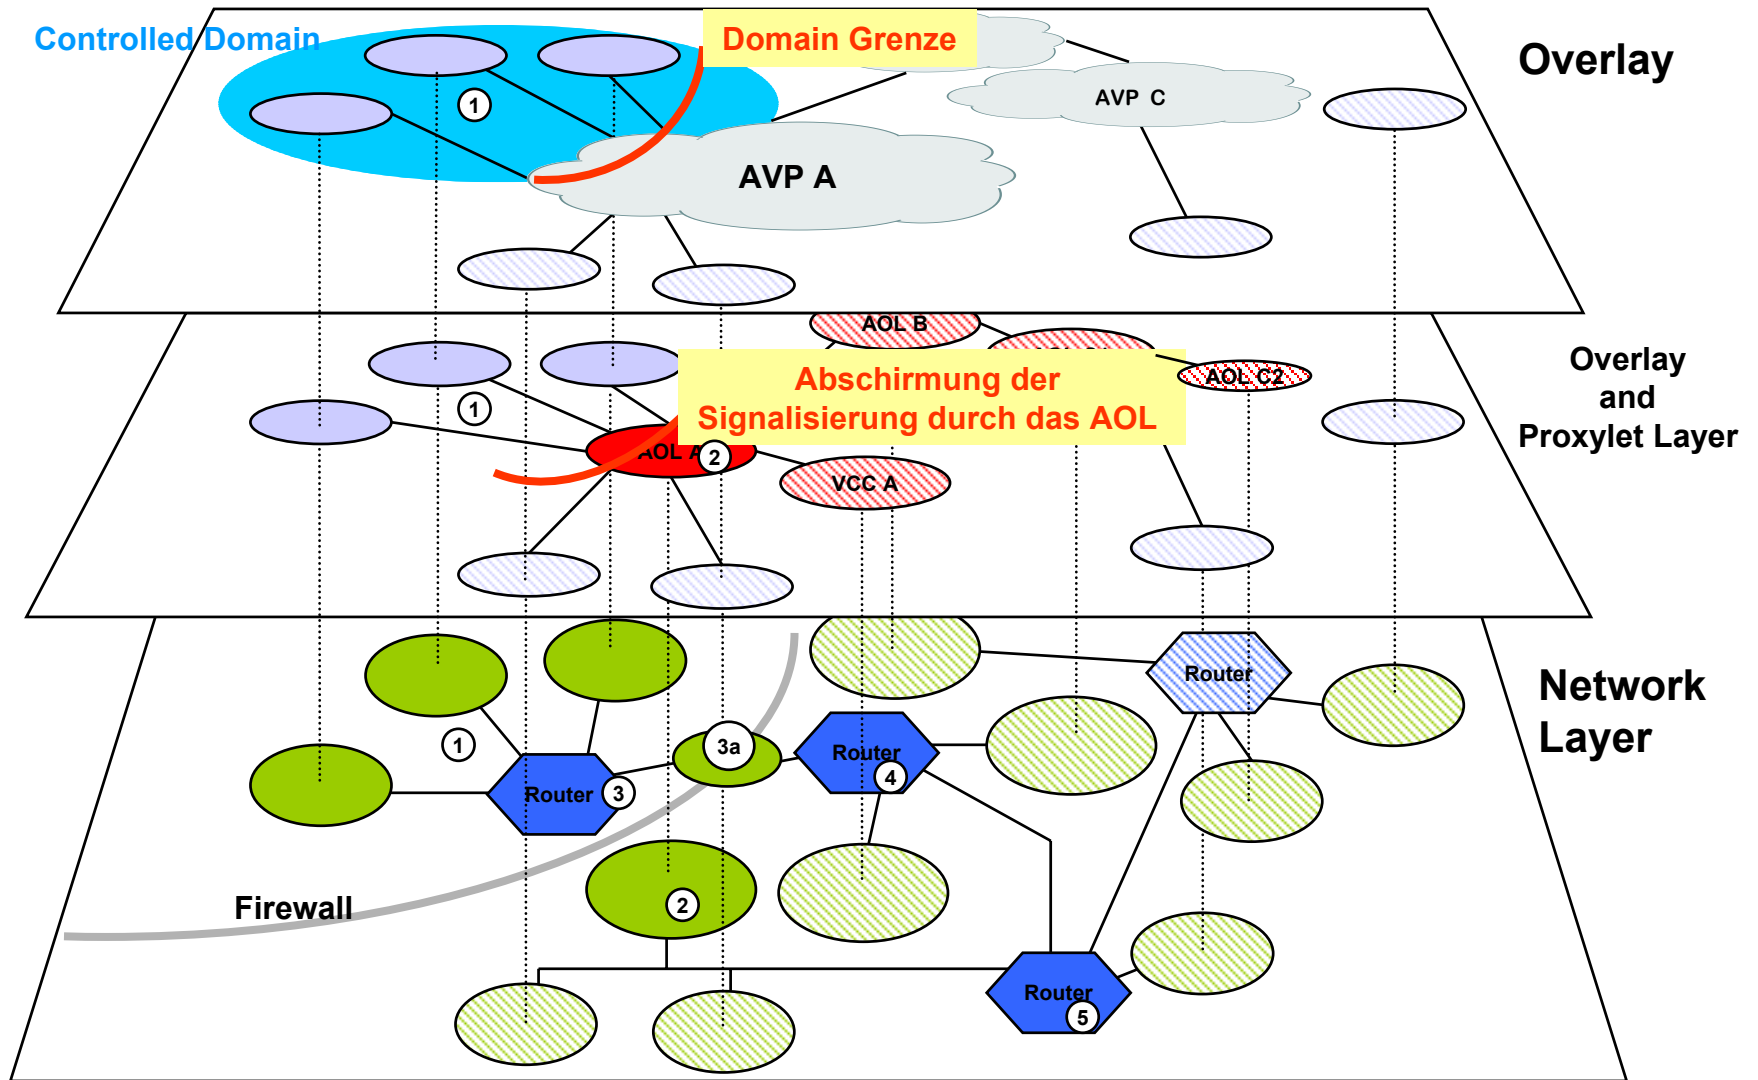 Controlled Domain
Domain Grenze
Overlay
1
AVP C
AVP A
AOL B
AOL C2
Overlay
and
Proxylet Layer
Abschirmung der
Signalisierung durch das AOL
1
AOL A
2
VCC A
Router
Network
Layer
1
3a
Router
4
Router
3
Firewall
2
Router
5